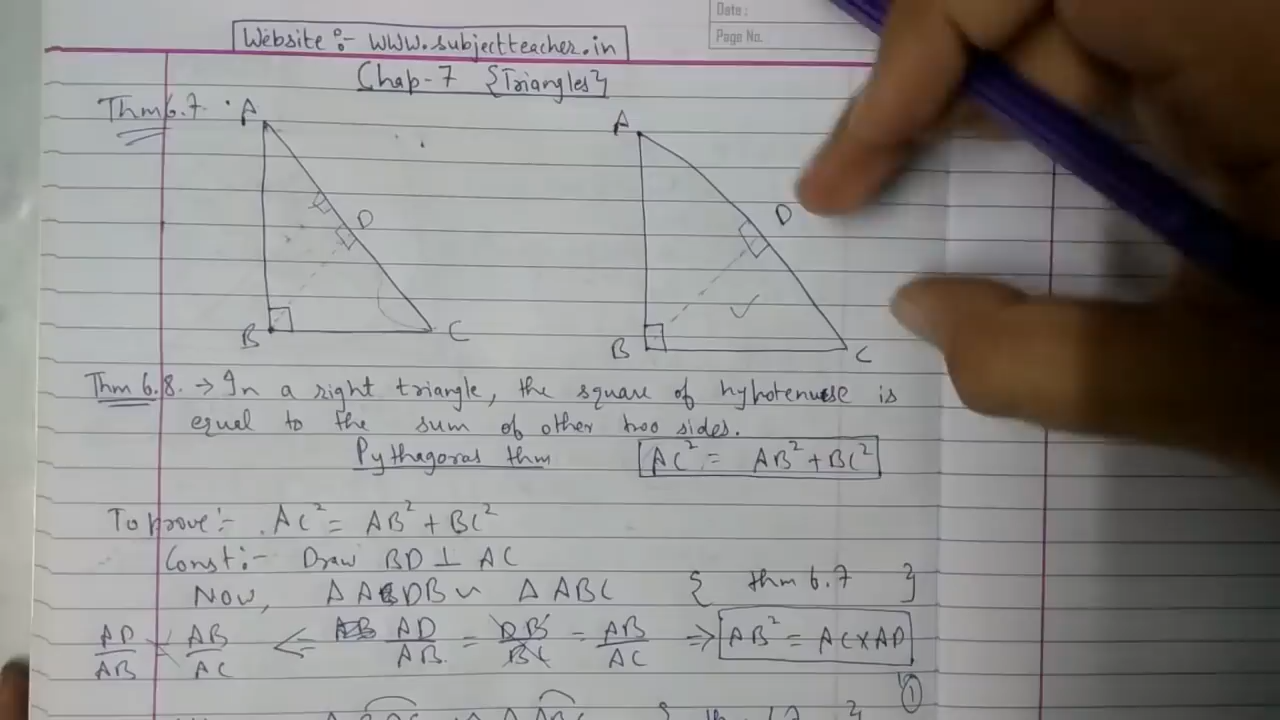 Date :
Page No.
Website :- www.subjectteacher.in
Chap-7 {Triangles}
Thm 6.7.
A
D
B
C
A
D
B
C
Thm 6.8. → In a right triangle, the square of hypotenuse is
equal to the sum of other two sides.
Pythagoras thm AC² = AB² + BC²
To prove :- AC² = AB² + BC²
Const :- Draw BD ⊥ AC
Now, Δ ADB ~ Δ ABC { thm 6.7 }
AD/AB AB/AC <= AD/AB = DB/BC = AB/AC => AB² = AC×AD
①